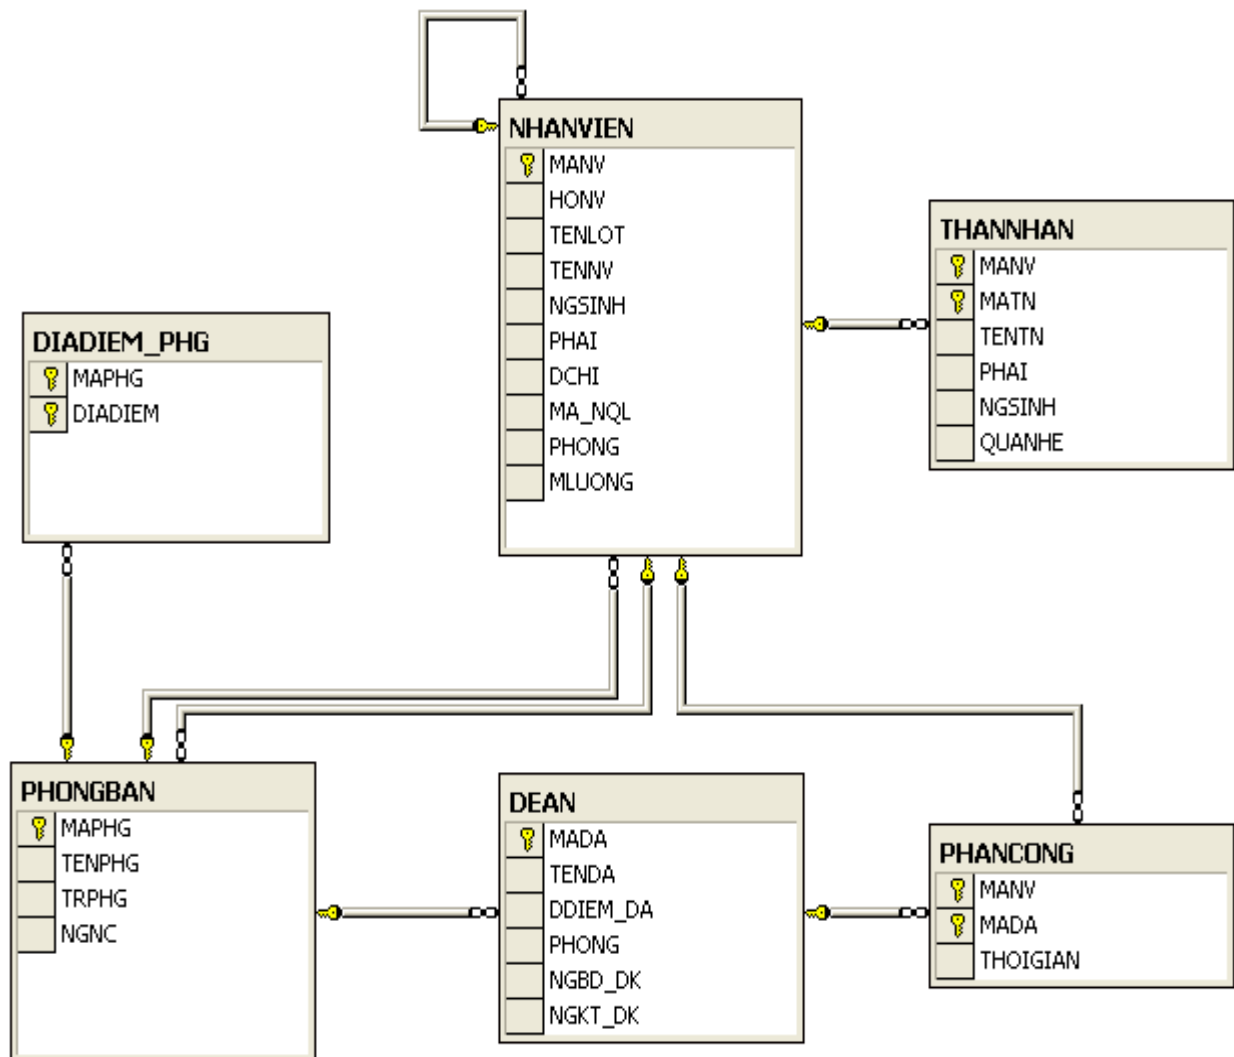 NHANVIEN
MANV
HONV
TENLOT
TENNV
NGSINH
PHAI
DCHI
MA_NQL
PHONG
MLUONG
THANNHAN
MANV
MATN
TENTN
PHAI
NGSINH
QUANHE
DIADIEM_PHG
MAPHG
DIADIEM
PHONGBAN
MAPHG
TENPHG
TRPHG
NGNC
DEAN
MADA
TENDA
DDIEM_DA
PHONG
NGBD_DK
NGKT_DK
PHANCONG
MANV
MADA
THOIGIAN